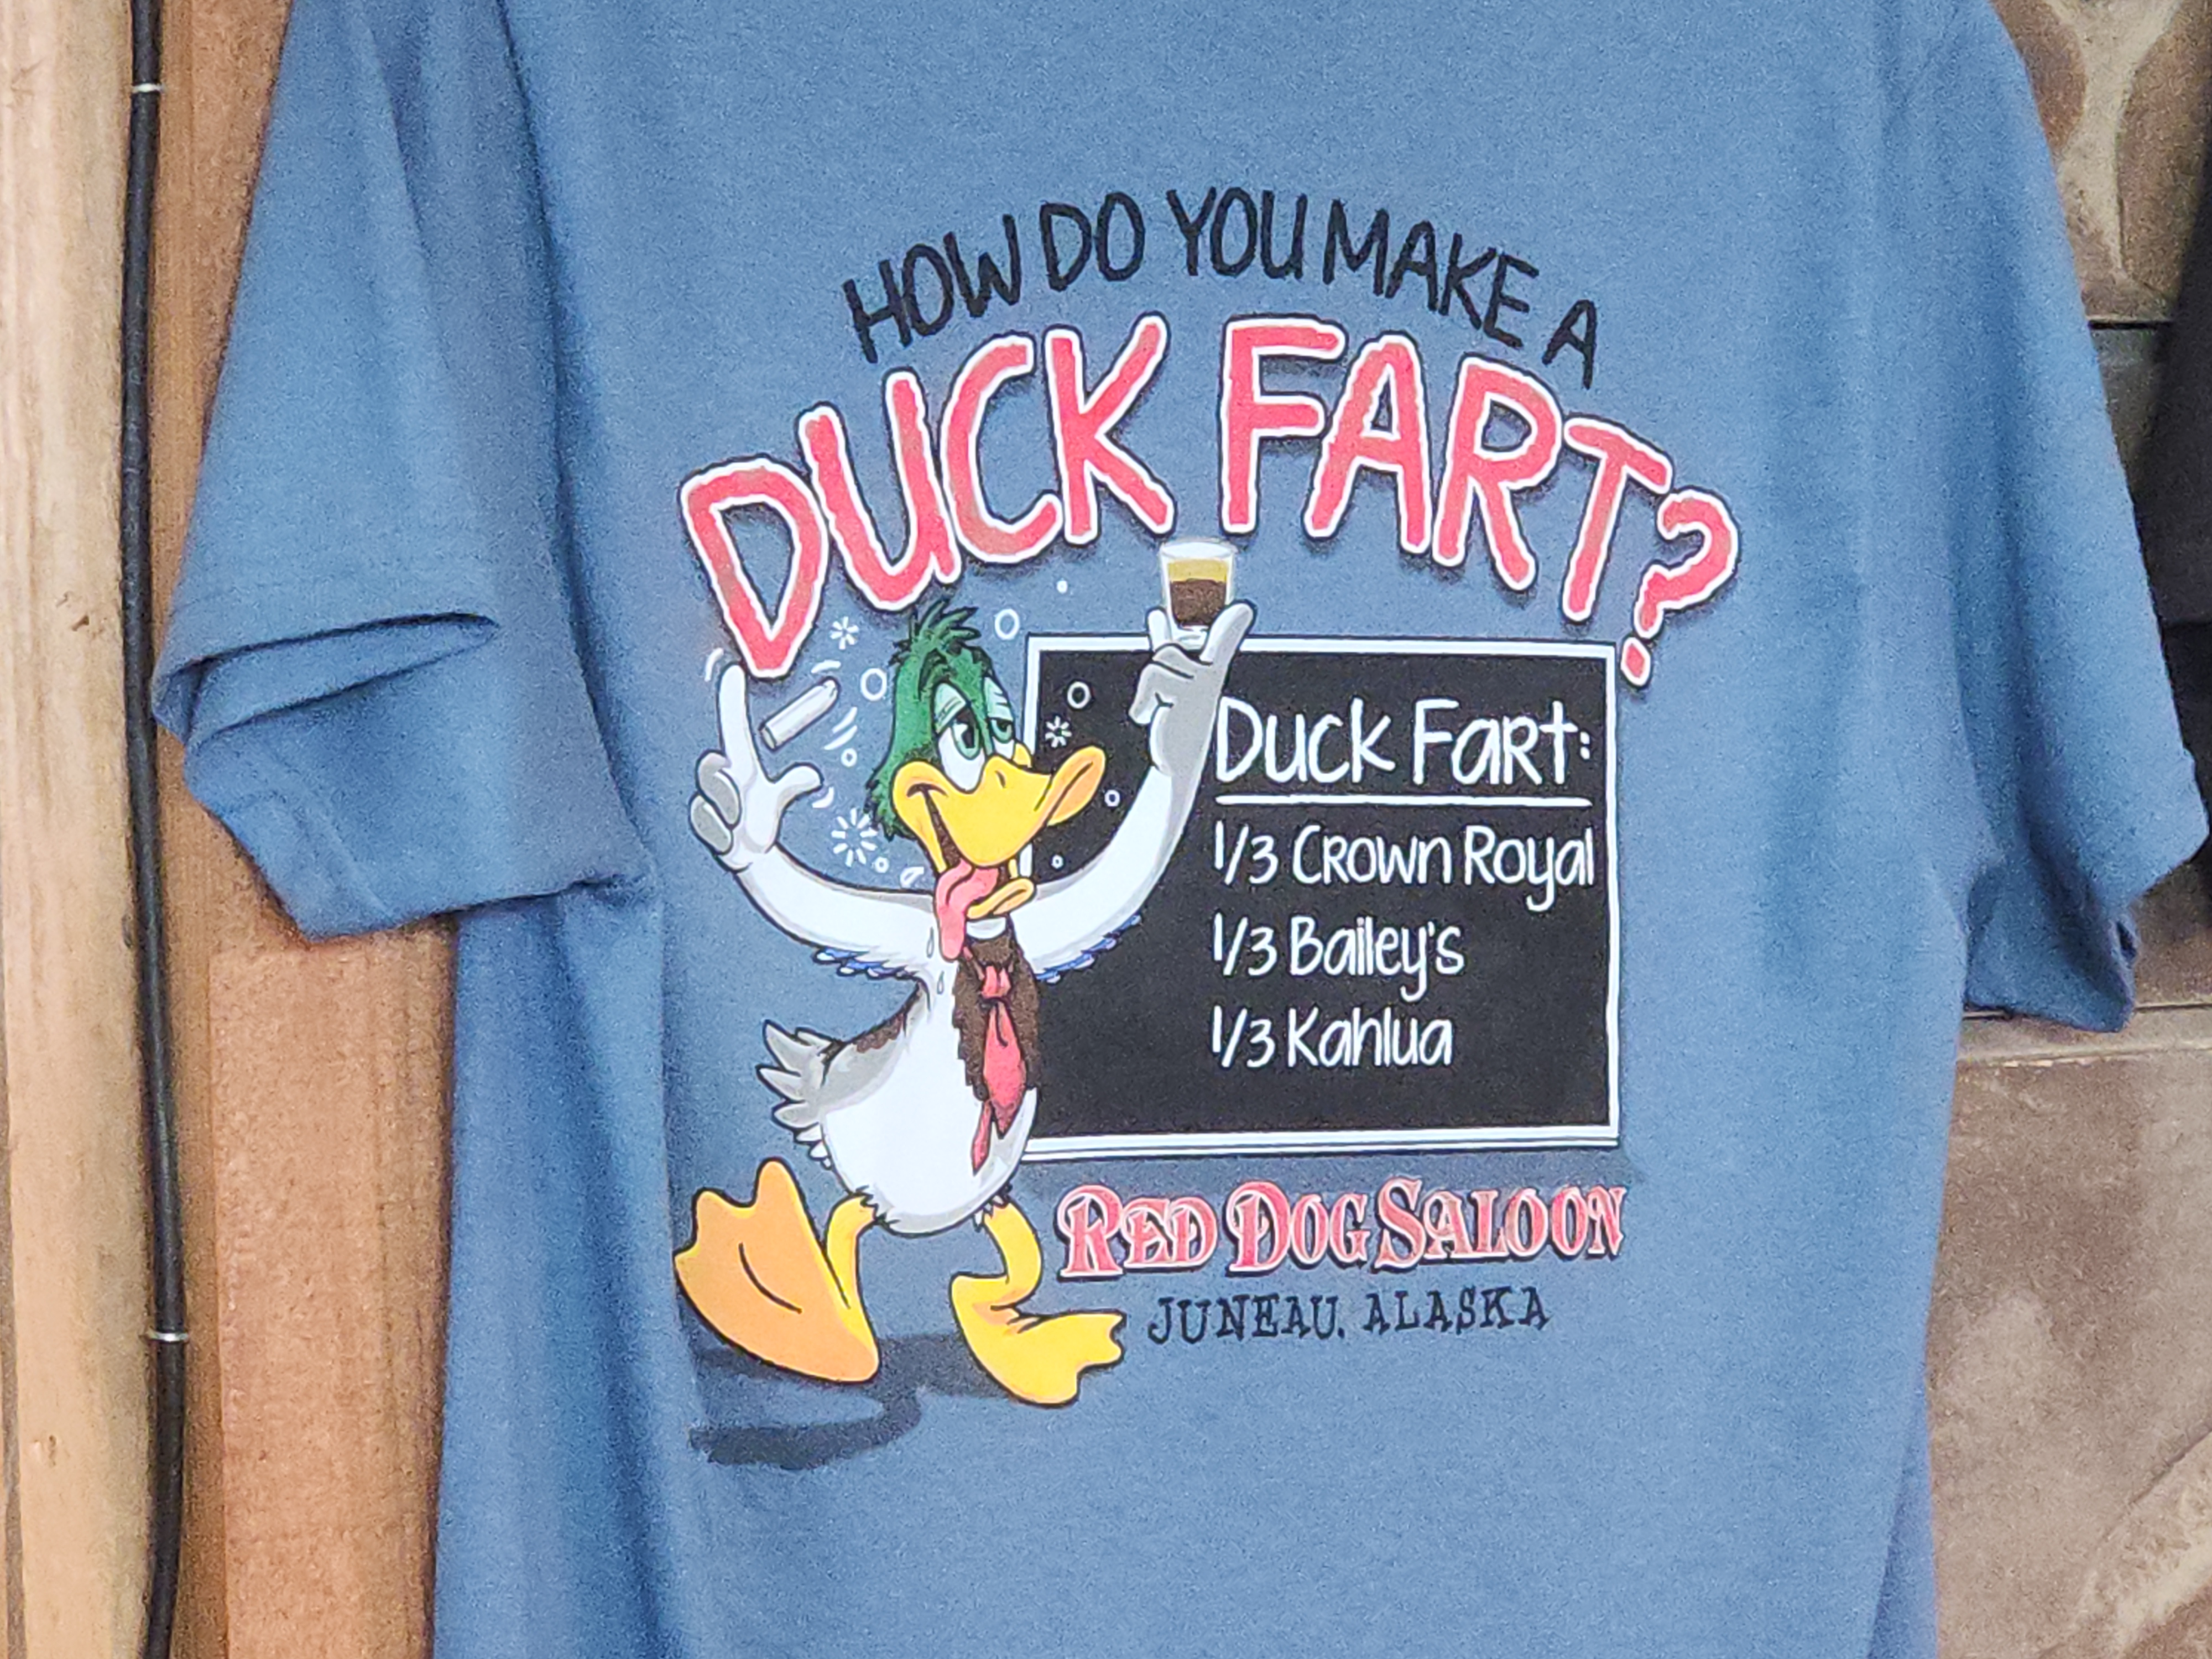 HOW DO YOU MAKE A
DUCK FART?
Duck Fart:
1/3 Crown Royal
1/3 Bailey's
1/3 Kahlua
RED DOG SALOON
JUNEAU, ALASKA